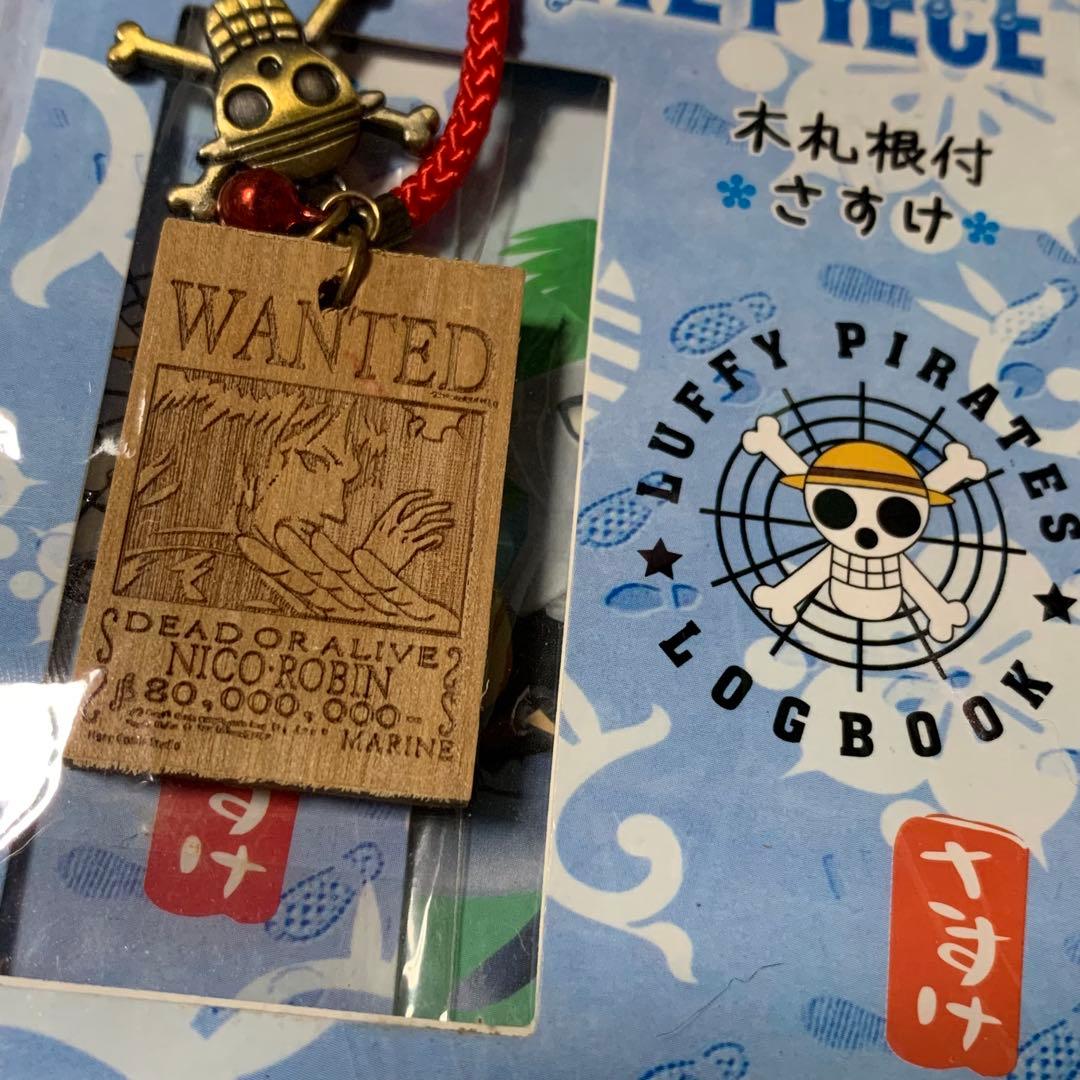 PIECE
木札根付
さすけ
LUFFY PIRATES
LOGBOOK
WANTED
DEAD OR ALIVE
NICO·ROBIN
80,000,000-
MARINE
さすけ
すけ